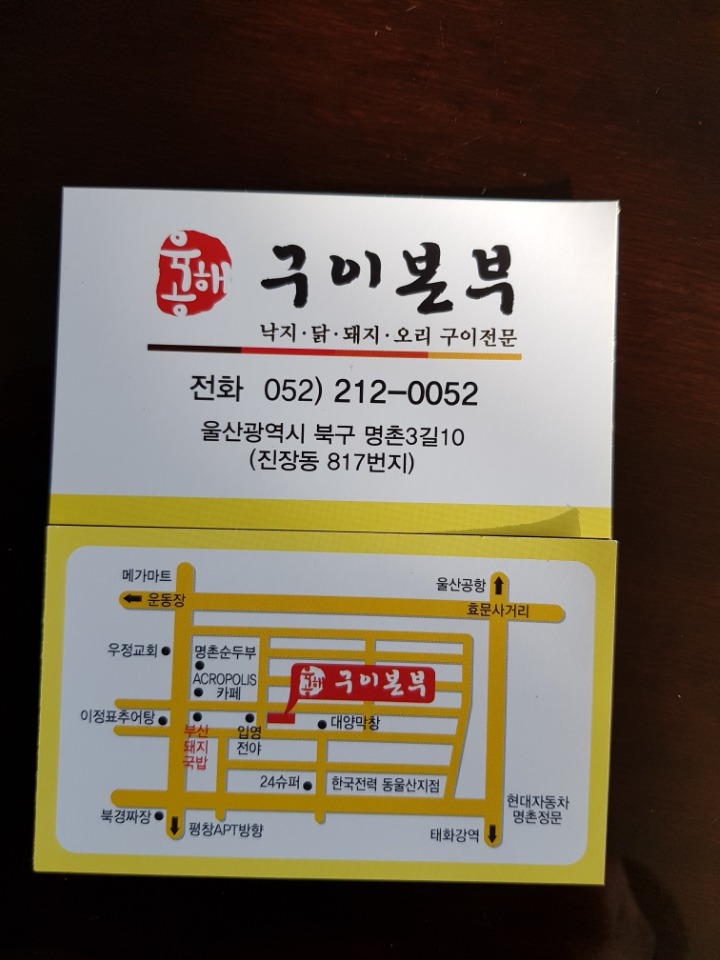 육해공 구이본부
낙지·닭·돼지·오리 구이전문
전화 052) 212-0052
울산광역시 북구 명촌3길10
(진장동 817번지)
메가마트
운동장
울산공항
효문사거리
우정교회
명촌순두부
ACROPOLIS
카페
육해공 구이본부
이정표추어탕
부산
돼지
국밥
입영
전야
대양막창
24슈퍼
한국전력 동울산지점
북경짜장
평창APT방향
현대자동차
명촌정문
태화강역